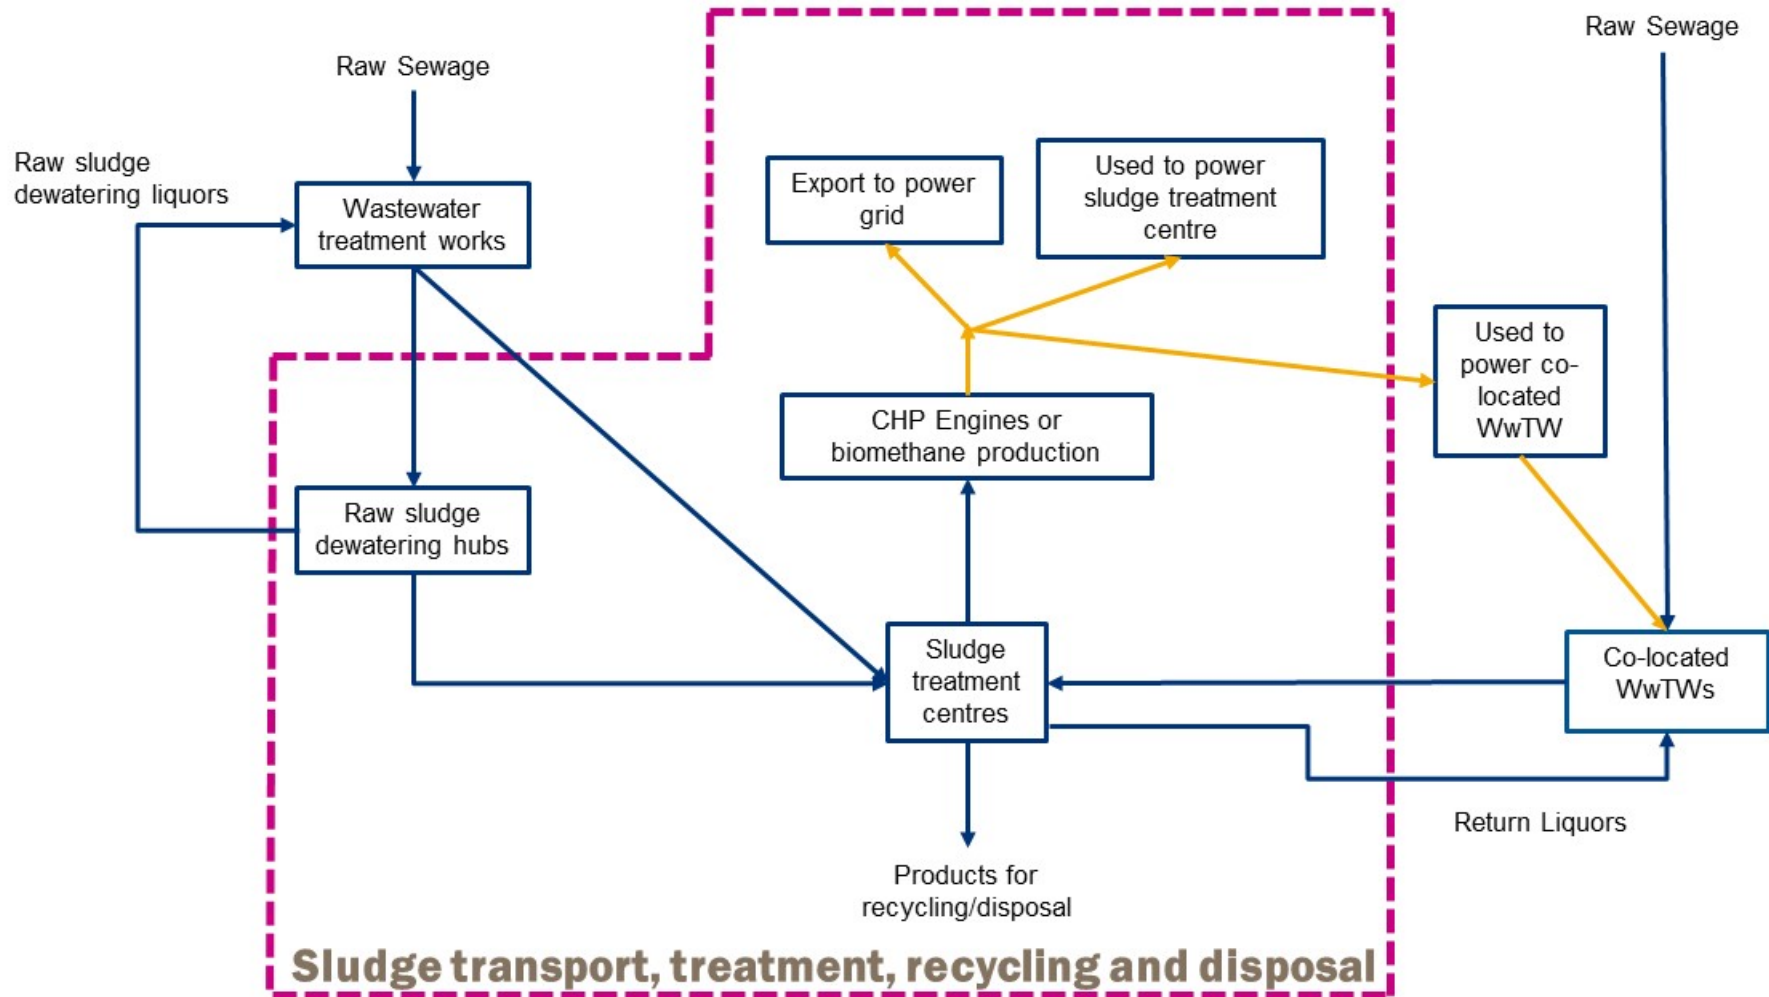 Raw Sewage
Raw Sewage
Raw sludge
dewatering liquors
Wastewater
treatment works
Export to power
grid
Used to power
sludge treatment
centre
Used to
power co-
located
WwTW
CHP Engines or
biomethane production
Raw sludge
dewatering hubs
Sludge
treatment
centres
Co-located
WwTWs
Return Liquors
Products for
recycling/disposal
Sludge transport, treatment, recycling and disposal